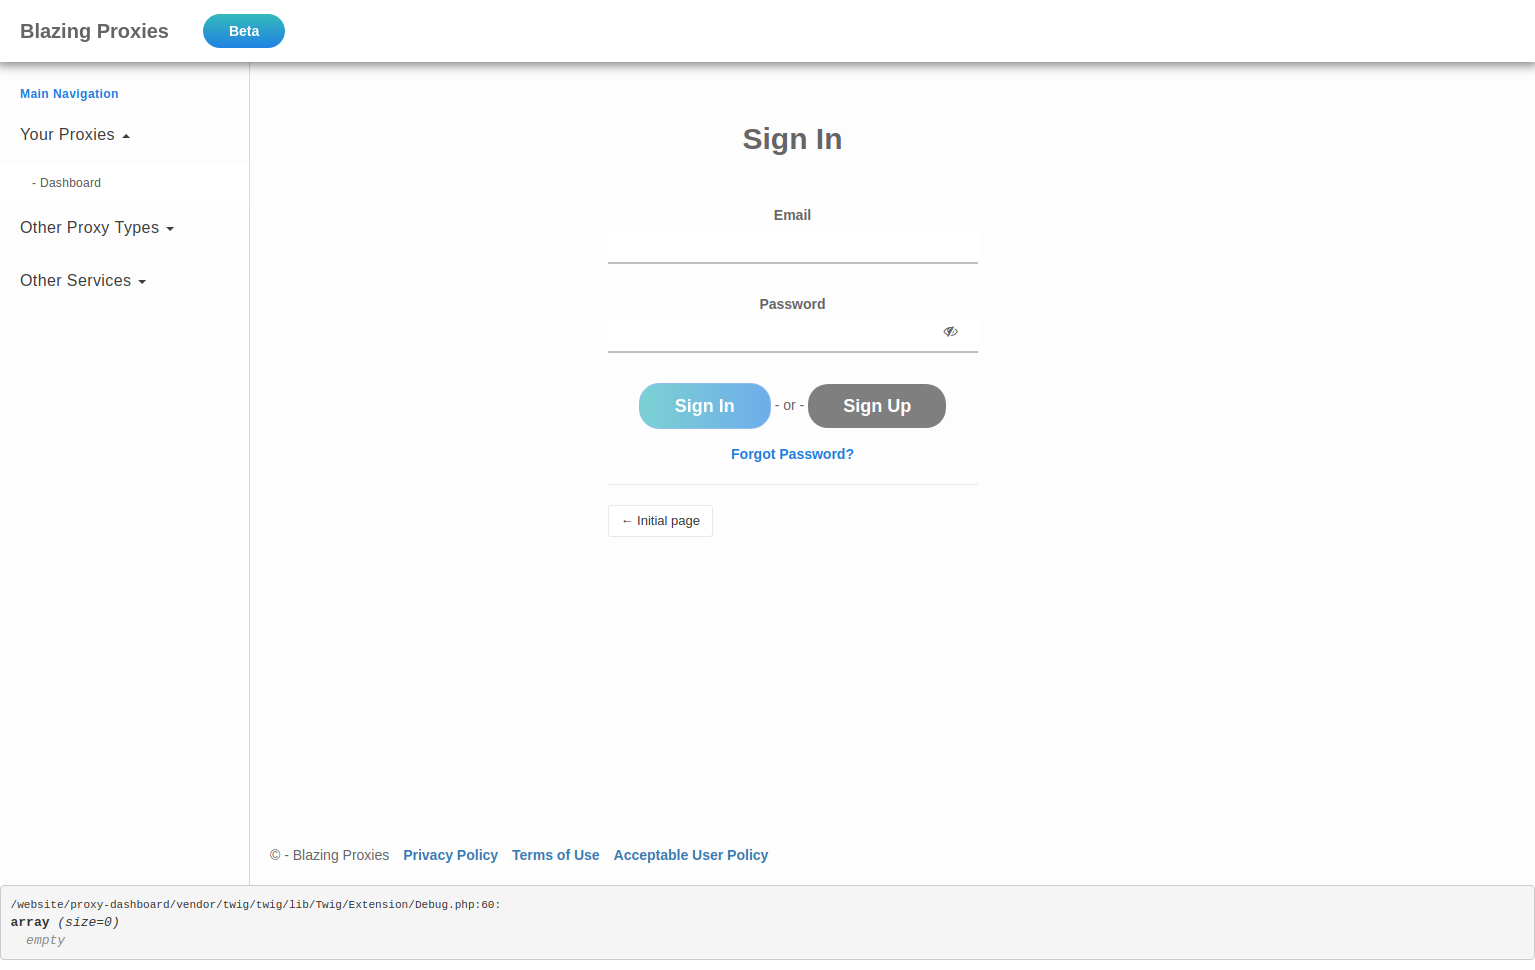 Blazing Proxies Beta
Main Navigation
Your Proxies
- Dashboard
Other Proxy Types
Other Services
Sign In
Email
Password
Sign In - or - Sign Up
Forgot Password?
← Initial page
© - Blazing Proxies Privacy Policy Terms of Use Acceptable User Policy
/website/proxy-dashboard/vendor/twig/twig/lib/Twig/Extension/Debug.php:60:
array (size=0)
empty